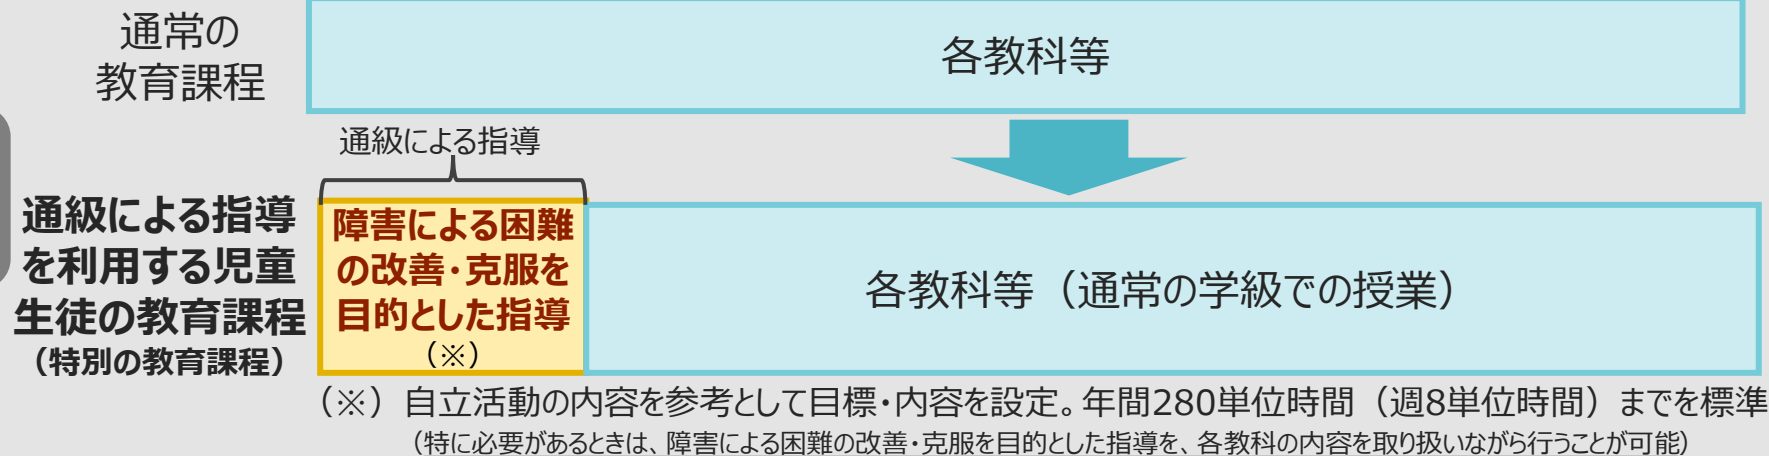 通常の
教育課程
各教科等
通級による指導
通級による指導
を利用する児童
生徒の教育課程
（特別の教育課程）
障害による困難
の改善・克服を
目的とした指導
（※）
各教科等（通常の学級での授業）
（※）自立活動の内容を参考として目標・内容を設定。年間280単位時間（週8単位時間）までを標準
（特に必要があるときは、障害による困難の改善・克服を目的とした指導を、各教科の内容を取り扱いながら行うことが可能）